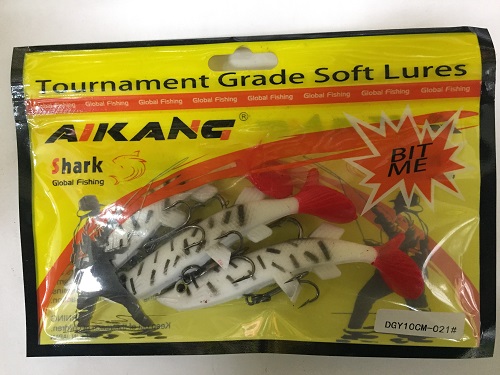 Tournament Grade Soft Lures
Global Fishing Global Fishing Global Fishing Global Fishing Global Fishing Global Fishing Global Fishing
AIKANG®
Shark
Global Fishing
BIT
ME
DGY10CM-021#